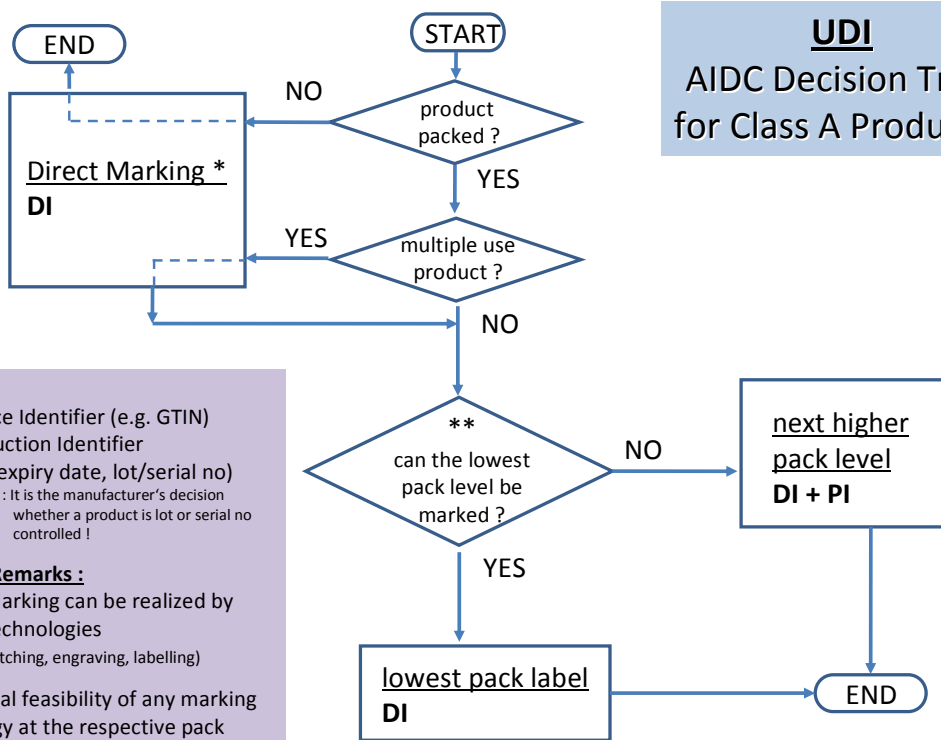 END
START
UDI
AIDC Decision Tr
for Class A Produ
NO
product
packed ?
Direct Marking *
DI
YES
YES
multiple use
product ?
NO
ce Identifier (e.g. GTIN)
uction Identifier
expiry date, lot/serial no)
: It is the manufacturer's decision
whether a product is lot or serial no
controlled !
Remarks :
arking can be realized by
echnologies
tching, engraving, labelling)
al feasibility of any marking
gy at the respective pack
**
can the lowest
pack level be
marked ?
NO
next higher
pack level
DI + PI
YES
lowest pack label
DI
END